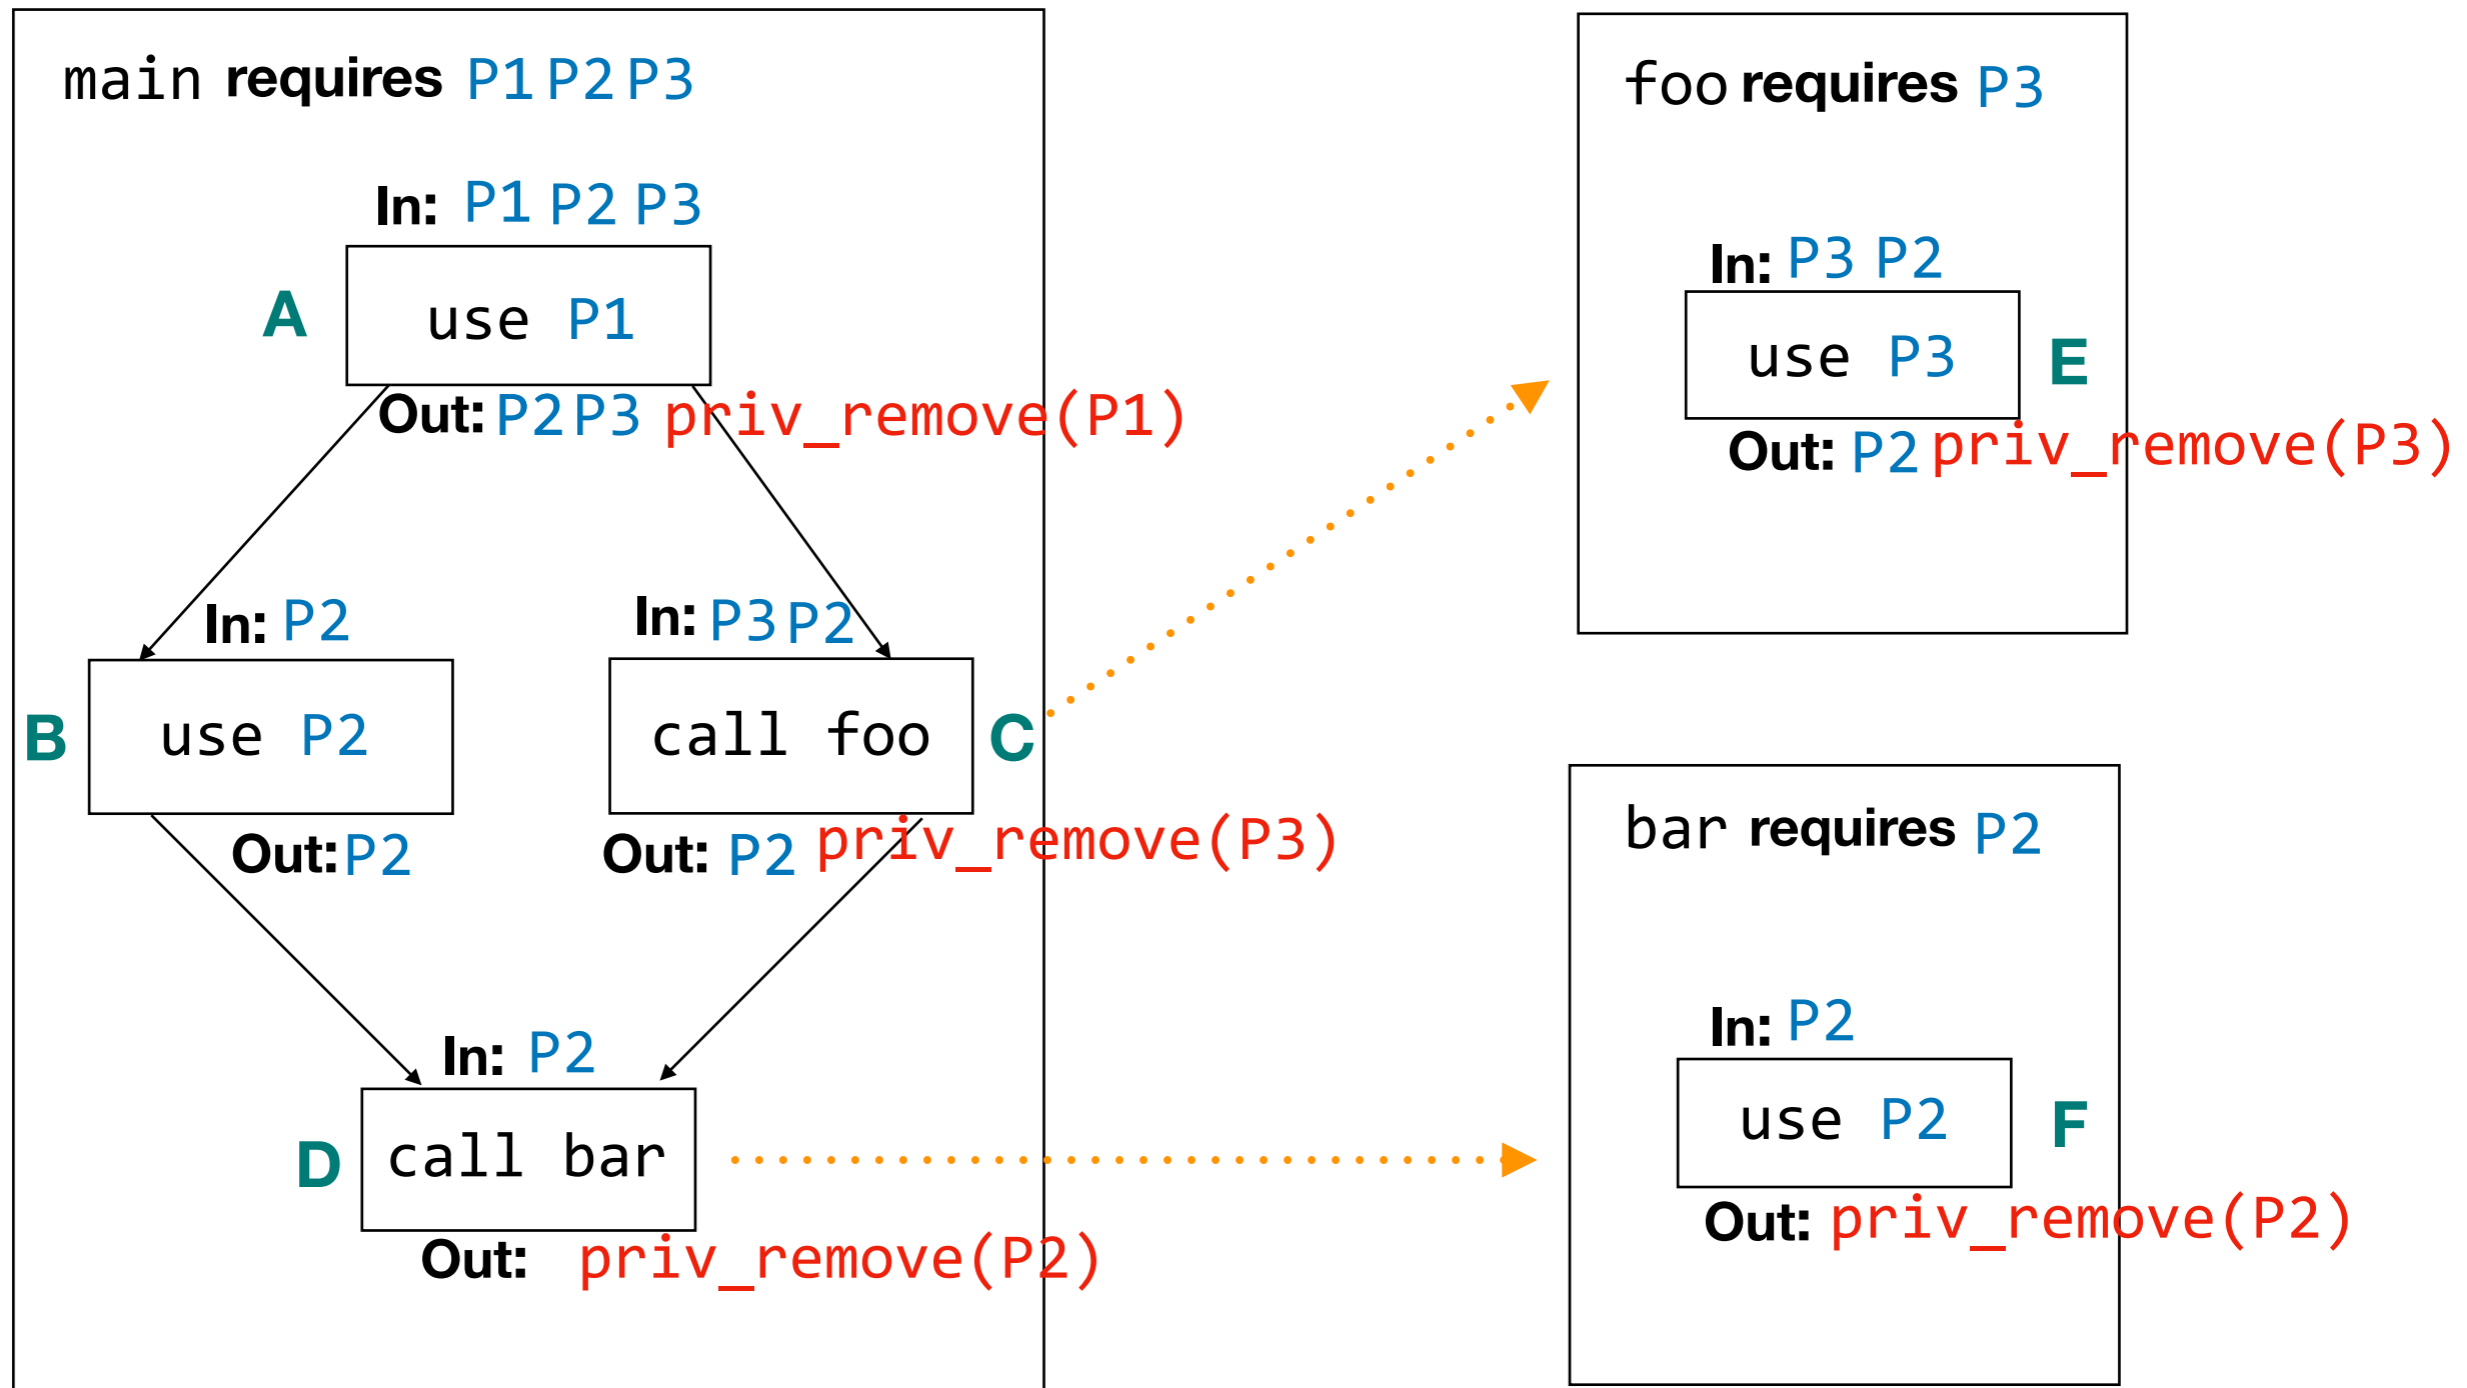 main requires P1 P2 P3
In: P1 P2 P3
A
use P1
Out: P2 P3 priv_remove(P1)
In: P2
B
use P2
Out: P2
In: P3 P2
call foo
C
Out: P2 priv_remove(P3)
In: P2
D
call bar
Out: priv_remove(P2)
foo requires P3
In: P3 P2
use P3
E
Out: P2 priv_remove(P3)
bar requires P2
In: P2
use P2
F
Out: priv_remove(P2)